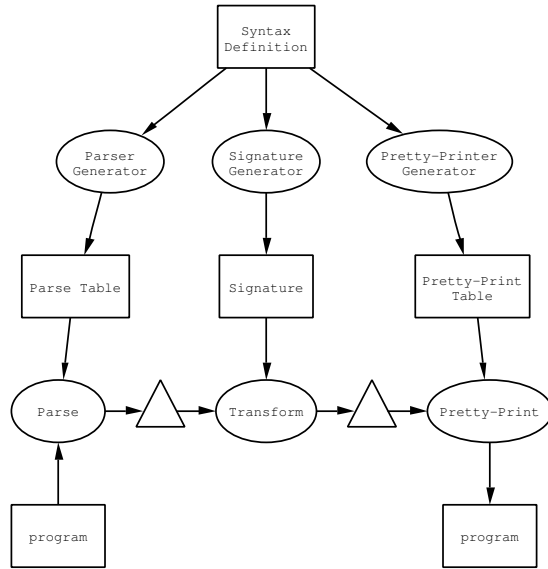 Syntax
Definition
Parser
Generator
Signature
Generator
Pretty-Printer
Generator
Parse Table
Signature
Pretty-Print
Table
Parse
Transform
Pretty-Print
program
program